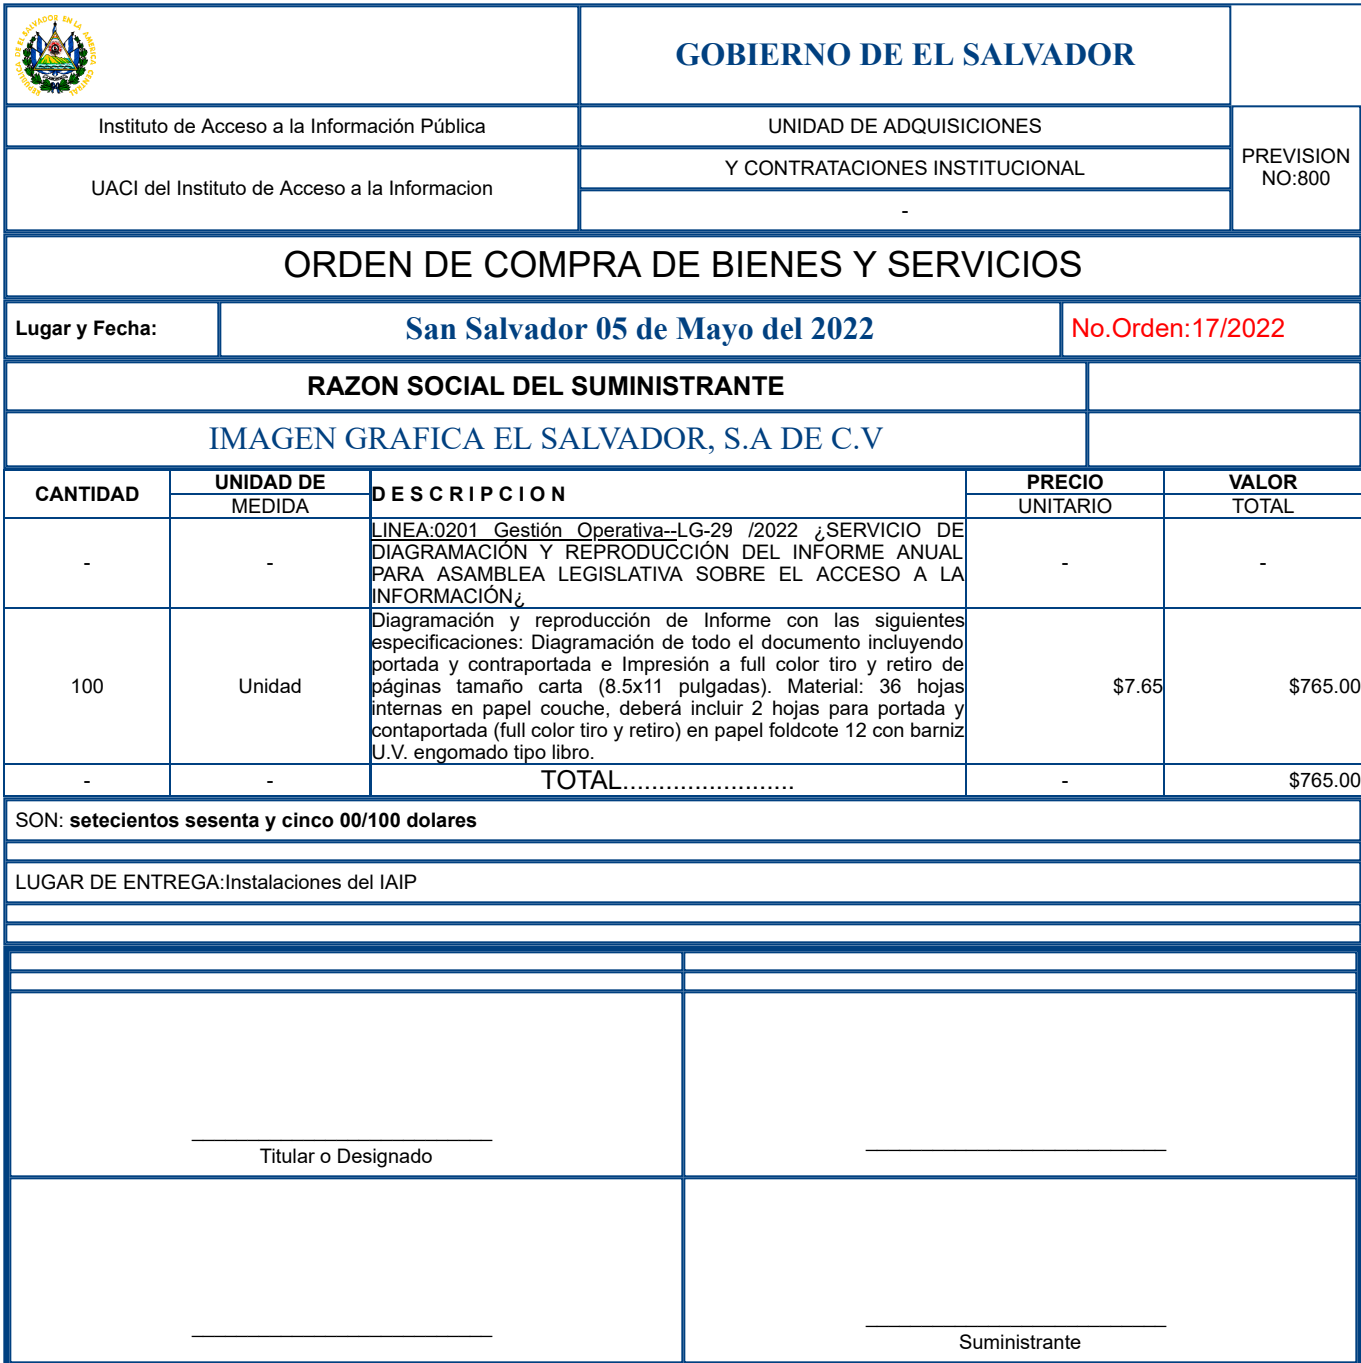 REPUBLICA DE EL SALVADOR EN LA AMERICA CENTRAL
GOBIERNO DE EL SALVADOR
Instituto de Acceso a la Información Pública
UNIDAD DE ADQUISICIONES
PREVISION
NO:800
UACI del Instituto de Acceso a la Informacion
Y CONTRATACIONES INSTITUCIONAL
-
ORDEN DE COMPRA DE BIENES Y SERVICIOS
Lugar y Fecha:
San Salvador 05 de Mayo del 2022
No.Orden:17/2022
RAZON SOCIAL DEL SUMINISTRANTE
IMAGEN GRAFICA EL SALVADOR, S.A DE C.V
CANTIDAD
UNIDAD DE
MEDIDA
D E S C R I P C I O N
PRECIO
UNITARIO
VALOR
TOTAL
-
-
LINEA:0201 Gestión Operativa--LG-29 /2022 ¿SERVICIO DE
DIAGRAMACIÓN Y REPRODUCCIÓN DEL INFORME ANUAL
PARA ASAMBLEA LEGISLATIVA SOBRE EL ACCESO A LA
INFORMACIÓN¿
-
-
100
Unidad
Diagramación y reproducción de Informe con las siguientes
especificaciones: Diagramación de todo el documento incluyendo
portada y contraportada e Impresión a full color tiro y retiro de
páginas tamaño carta (8.5x11 pulgadas). Material: 36 hojas
internas en papel couche, deberá incluir 2 hojas para portada y
contaportada (full color tiro y retiro) en papel foldcote 12 con barniz
U.V. engomado tipo libro.
$7.65
$765.00
-
-
TOTAL........................
-
$765.00
SON: setecientos sesenta y cinco 00/100 dolares
LUGAR DE ENTREGA:Instalaciones del IAIP
Titular o Designado
Suministrante